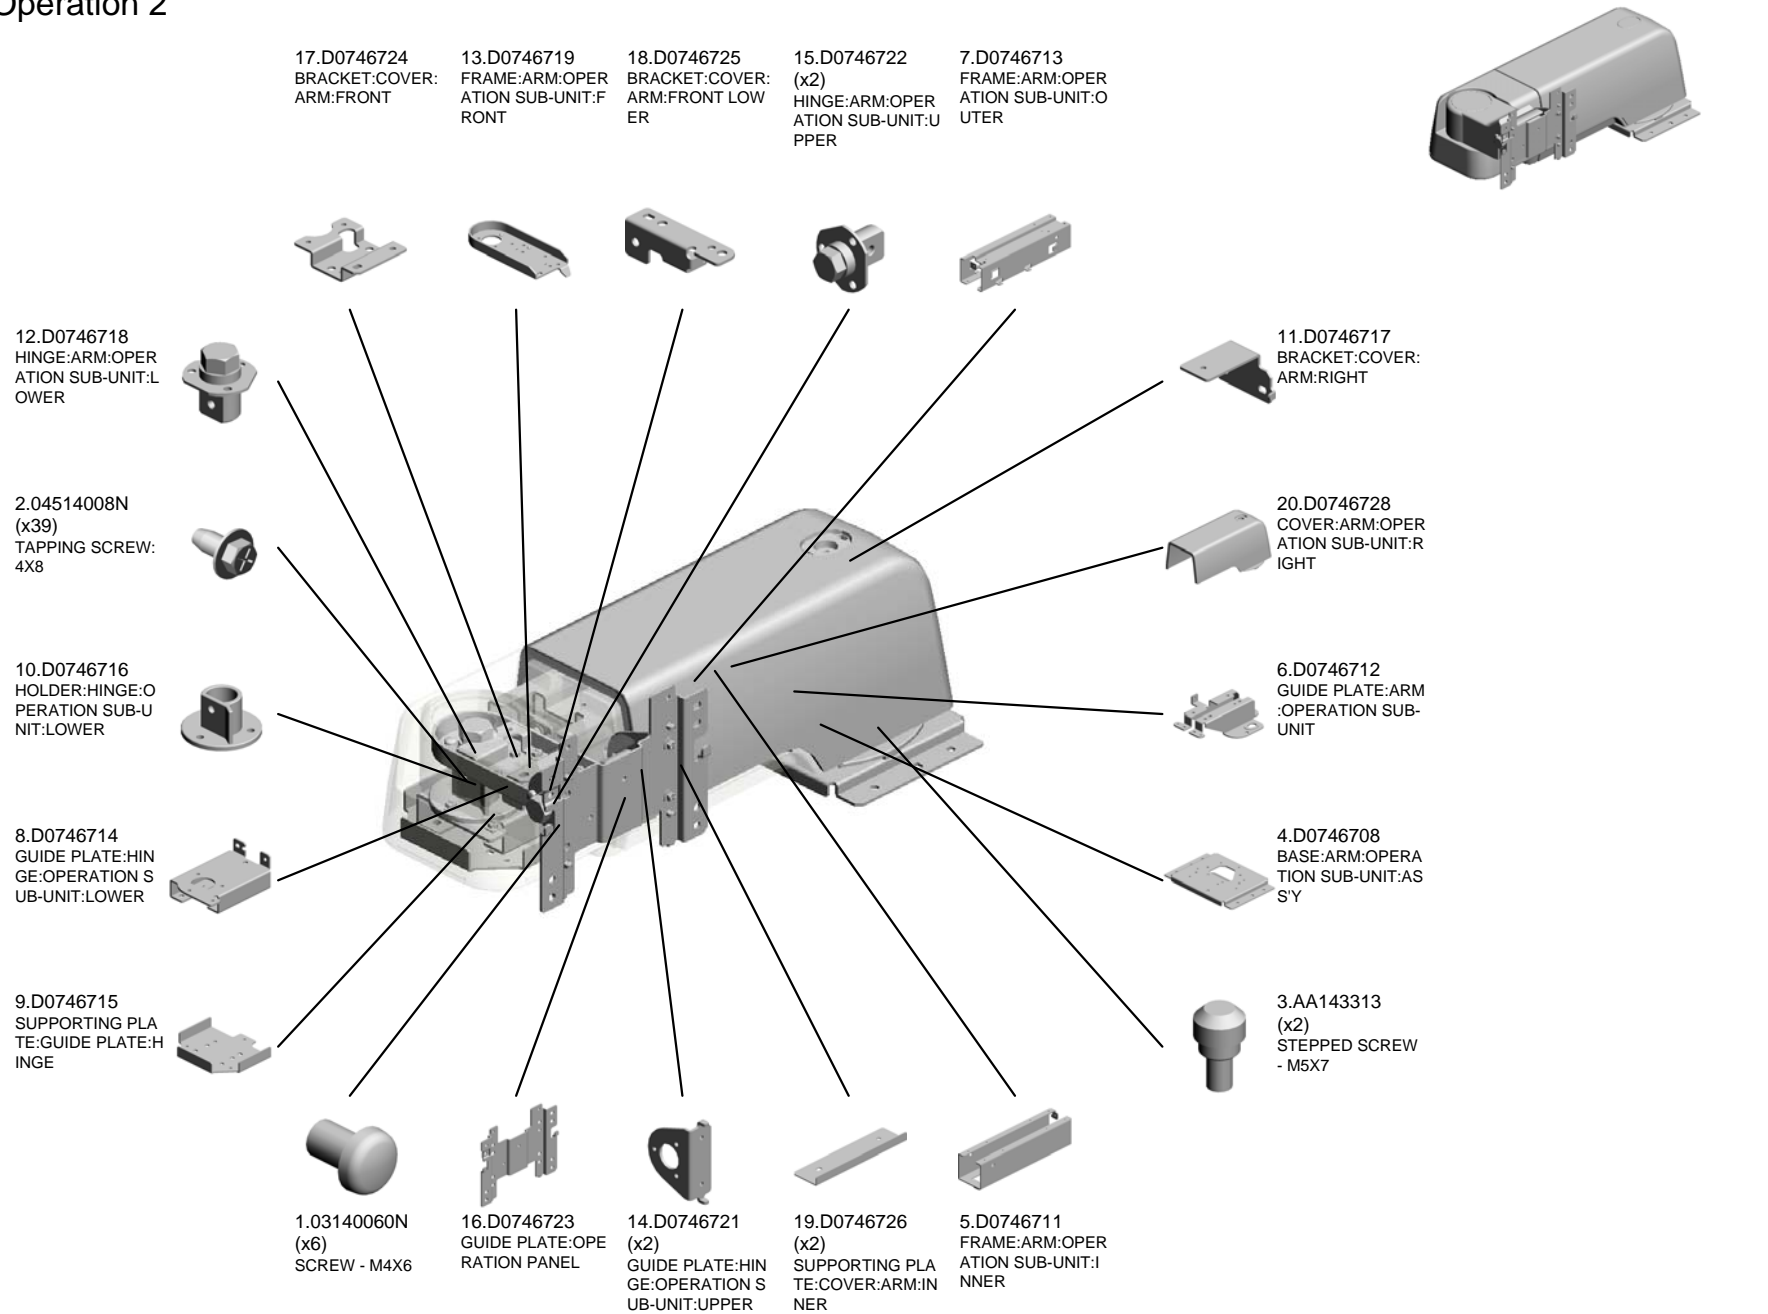 Operation 2
17.D0746724
BRACKET:COVER:
ARM:FRONT
13.D0746719
FRAME:ARM:OPER
ATION SUB-UNIT:F
RONT
18.D0746725
BRACKET:COVER:
ARM:FRONT LOW
ER
15.D0746722
(x2)
HINGE:ARM:OPER
ATION SUB-UNIT:U
PPER
7.D0746713
FRAME:ARM:OPER
ATION SUB-UNIT:O
UTER
12.D0746718
HINGE:ARM:OPER
ATION SUB-UNIT:L
OWER
11.D0746717
BRACKET:COVER:
ARM:RIGHT
2.04514008N
(x39)
TAPPING SCREW:
4X8
20.D0746728
COVER:ARM:OPER
ATION SUB-UNIT:R
IGHT
10.D0746716
HOLDER:HINGE:O
PERATION SUB-U
NIT:LOWER
6.D0746712
GUIDE PLATE:ARM
:OPERATION SUB-
UNIT
8.D0746714
GUIDE PLATE:HIN
GE:OPERATION S
UB-UNIT:LOWER
4.D0746708
BASE:ARM:OPERA
TION SUB-UNIT:AS
S'Y
9.D0746715
SUPPORTING PLA
TE:GUIDE PLATE:H
INGE
3.AA143313
(x2)
STEPPED SCREW
- M5X7
1.03140060N
(x6)
SCREW - M4X6
16.D0746723
GUIDE PLATE:OPE
RATION PANEL
14.D0746721
(x2)
GUIDE PLATE:HIN
GE:OPERATION S
UB-UNIT:UPPER
19.D0746726
(x2)
SUPPORTING PLA
TE:COVER:ARM:IN
NER
5.D0746711
FRAME:ARM:OPER
ATION SUB-UNIT:I
NNER